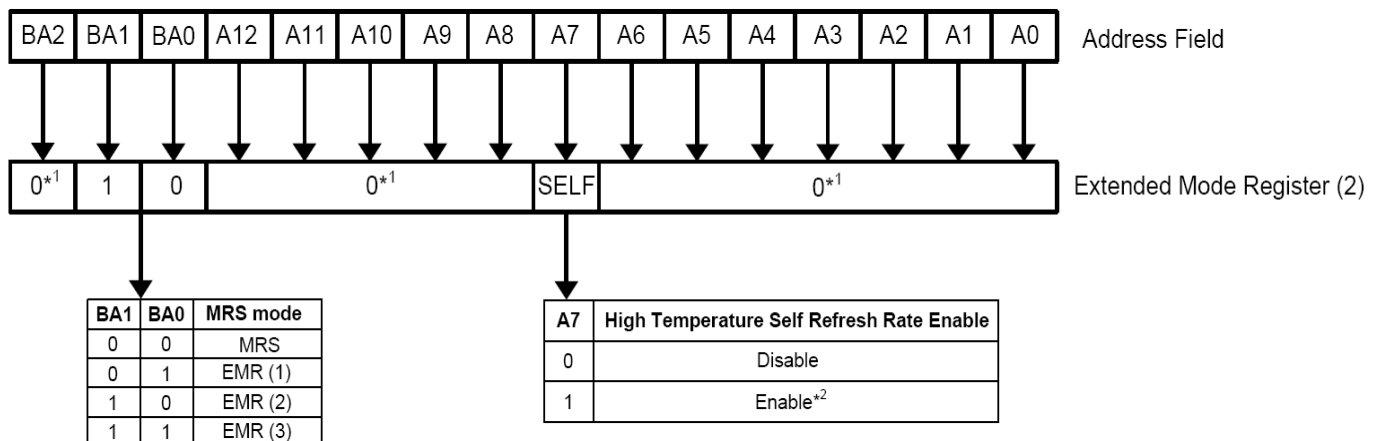 BA2 BA1 BA0 A12 A11 A10 A9 A8 A7 A6 A5 A4 A3 A2 A1 A0 Address Field
0*1 1 0 0*1 SELF 0*1 Extended Mode Register (2)
BA1 BA0 MRS mode
0 0 MRS
0 1 EMR (1)
1 0 EMR (2)
1 1 EMR (3)
A7 High Temperature Self Refresh Rate Enable
0 Disable
1 Enable*2